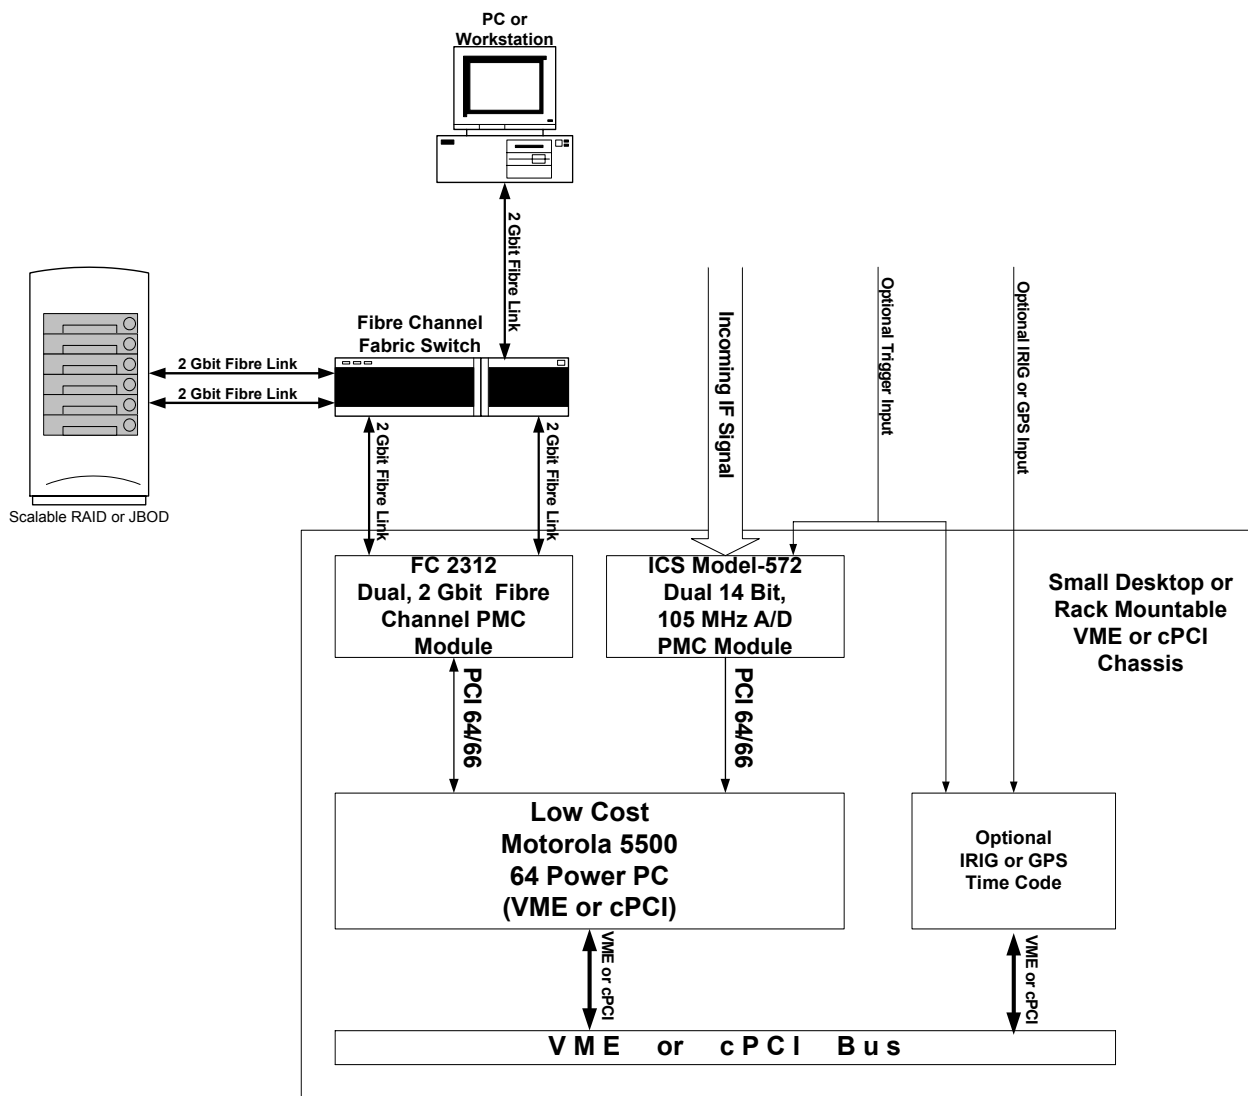 PC or
Workstation
2 Gbit Fibre Link
Fibre Channel
Fabric Switch
2 Gbit Fibre Link
2 Gbit Fibre Link
Scalable RAID or JBOD
2 Gbit Fibre Link
2 Gbit Fibre Link
Incoming IF Signal
Optional Trigger Input
Optional IRIG or GPS Input
FC 2312
Dual, 2 Gbit Fibre
Channel PMC
Module
ICS Model-572
Dual 14 Bit,
105 MHz A/D
PMC Module
Small Desktop or
Rack Mountable
VME or cPCI
Chassis
PCI 64/66
PCI 64/66
Low Cost
Motorola 5500
64 Power PC
(VME or cPCI)
Optional
IRIG or GPS
Time Code
VME or cPCI
VME or cPCI
VME or cPCI Bus